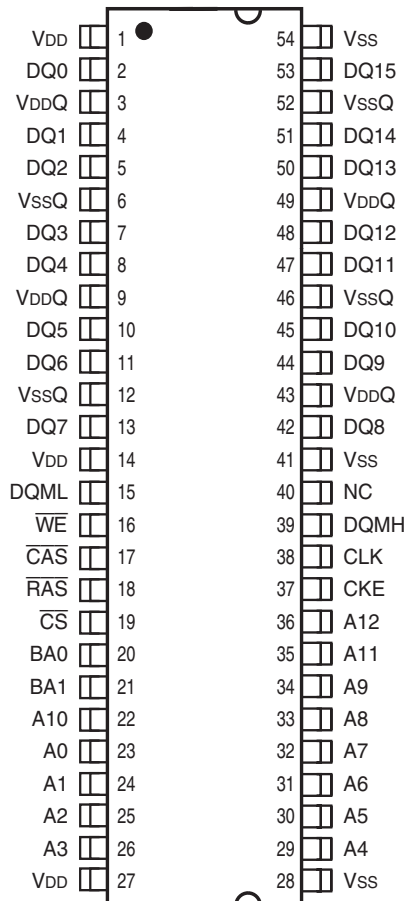 VDD 1 54 VSS
DQ0 2 53 DQ15
VDDQ 3 52 VSSQ
DQ1 4 51 DQ14
DQ2 5 50 DQ13
VSSQ 6 49 VDDQ
DQ3 7 48 DQ12
DQ4 8 47 DQ11
VDDQ 9 46 VSSQ
DQ5 10 45 DQ10
DQ6 11 44 DQ9
VSSQ 12 43 VDDQ
DQ7 13 42 DQ8
VDD 14 41 VSS
DQML 15 40 NC
W̅E̅ 16 39 DQMH
C̅A̅S̅ 17 38 CLK
R̅A̅S̅ 18 37 CKE
C̅S̅ 19 36 A12
BA0 20 35 A11
BA1 21 34 A9
A10 22 33 A8
A0 23 32 A7
A1 24 31 A6
A2 25 30 A5
A3 26 29 A4
VDD 27 28 VSS